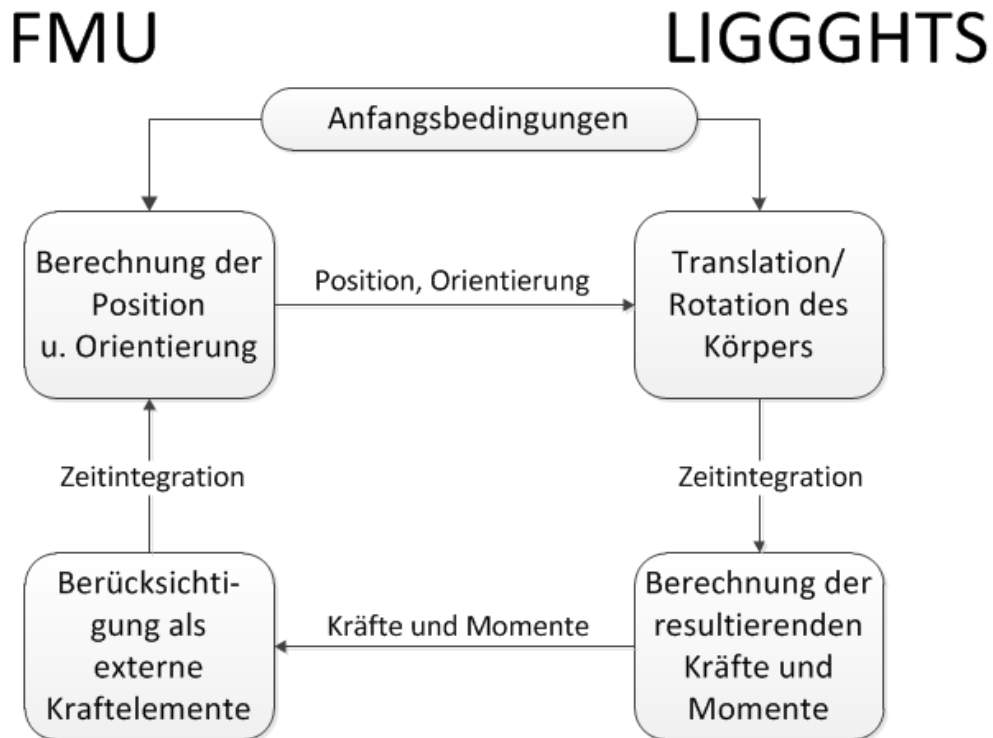 FMU
LIGGGHTS
Anfangsbedingungen
Berechnung der
Position
u. Orientierung
Position, Orientierung
Translation/
Rotation des
Körpers
Zeitintegration
Zeitintegration
Berücksichti-
gung als
externe
Kraftelemente
Kräfte und Momente
Berechnung der
resultierenden
Kräfte und
Momente